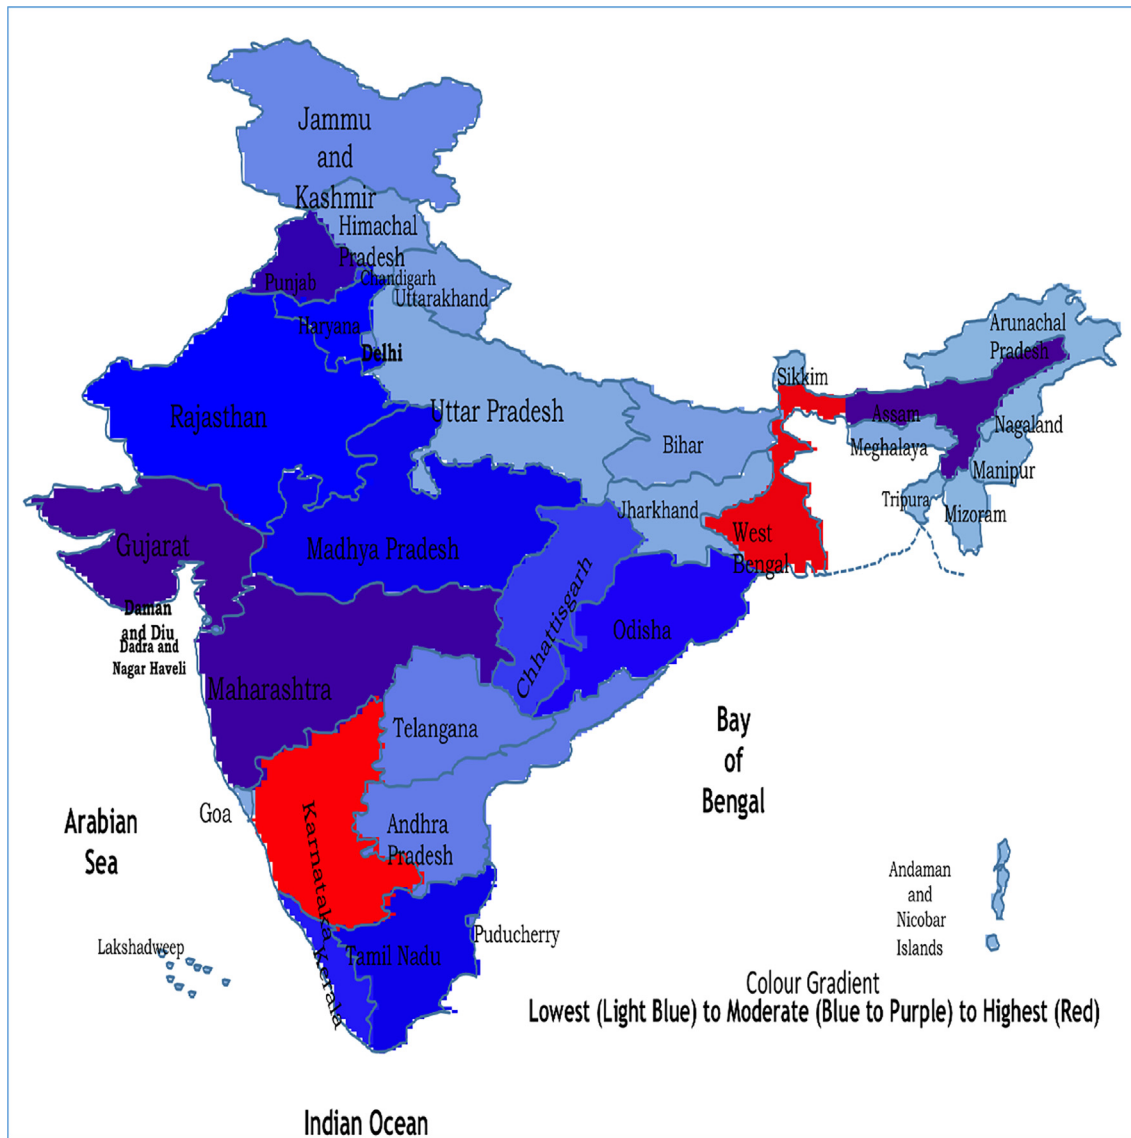 Jammu
and
Kashmir
Himachal
Pradesh
Punjab
Chandigarh
Uttarakhand
Haryana
Delhi
Arunachal
Pradesh
Sikkim
Rajasthan
Uttar Pradesh
Assam
Nagaland
Bihar
Meghalaya
Manipur
Tripura
Mizoram
Jharkhand
Gujarat
Madhya Pradesh
West
Bengal
Chhattisgarh
Odisha
Daman
and Diu
Dadra and
Nagar Haveli
Maharashtra
Telangana
Bay
of
Bengal
Goa
Arabian
Sea
Karnataka
Andhra
Pradesh
Andaman
and
Nicobar
Islands
Lakshadweep
Kerala
Tamil Nadu
Puducherry
Colour Gradient
Lowest (Light Blue) to Moderate (Blue to Purple) to Highest (Red)
Indian Ocean